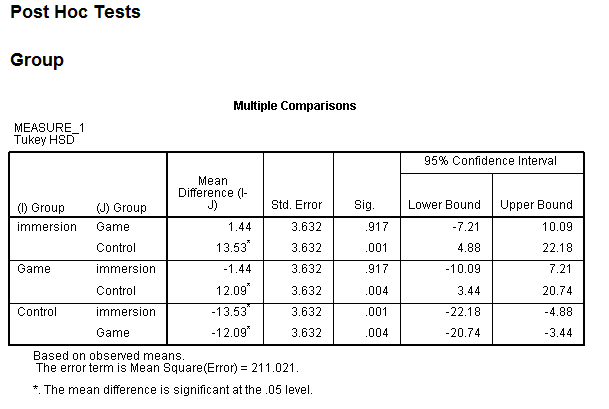 Post Hoc Tests
Group
Multiple Comparisons
MEASURE_1
Tukey HSD
(I) Group (J) Group Mean Difference (I-J) Std. Error Sig. 95% Confidence Interval Lower Bound Upper Bound
immersion Game 1.44 3.632 .917 -7.21 10.09
Control 13.53* 3.632 .001 4.88 22.18
Game immersion -1.44 3.632 .917 -10.09 7.21
Control 12.09* 3.632 .004 3.44 20.74
Control immersion -13.53* 3.632 .001 -22.18 -4.88
Game -12.09* 3.632 .004 -20.74 -3.44
Based on observed means.
The error term is Mean Square(Error) = 211.021.
*. The mean difference is significant at the .05 level.